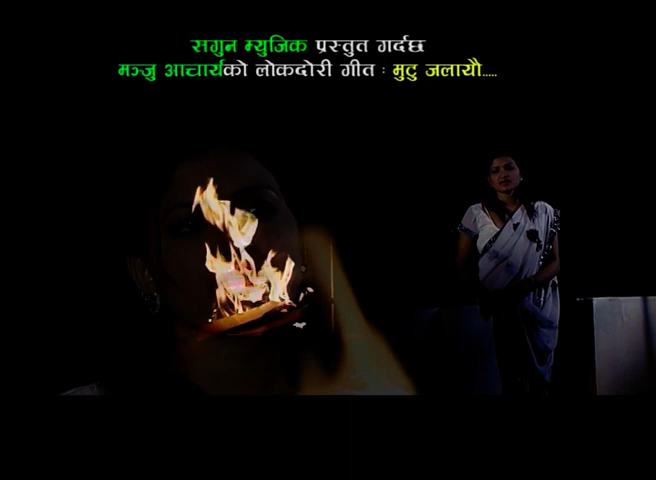 सगुन म्युजिक प्रस्तुत गर्दछ
मञ्जु आचार्यको लोकदोरी गीत : मुटु जलायौ.....